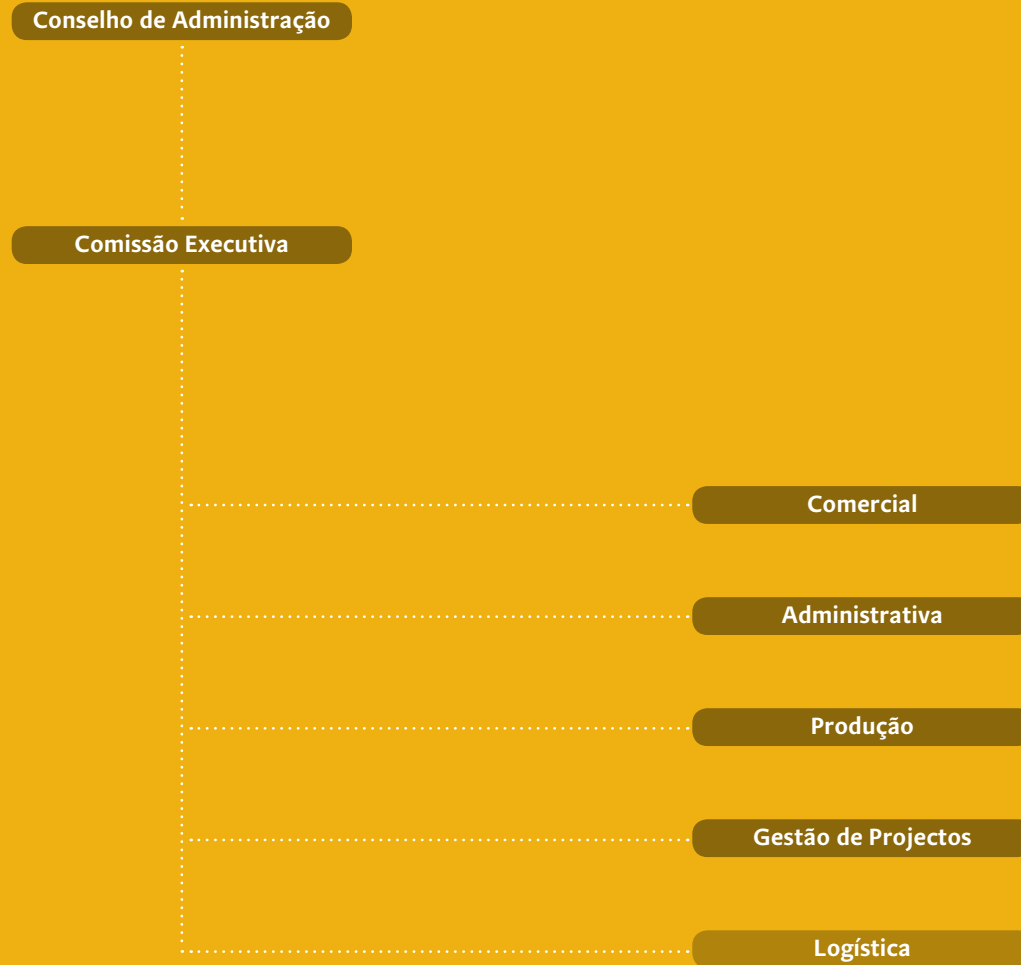 Conselho de Administração
Comissão Executiva
Comercial
Administrativa
Produção
Gestão de Projectos
Logística